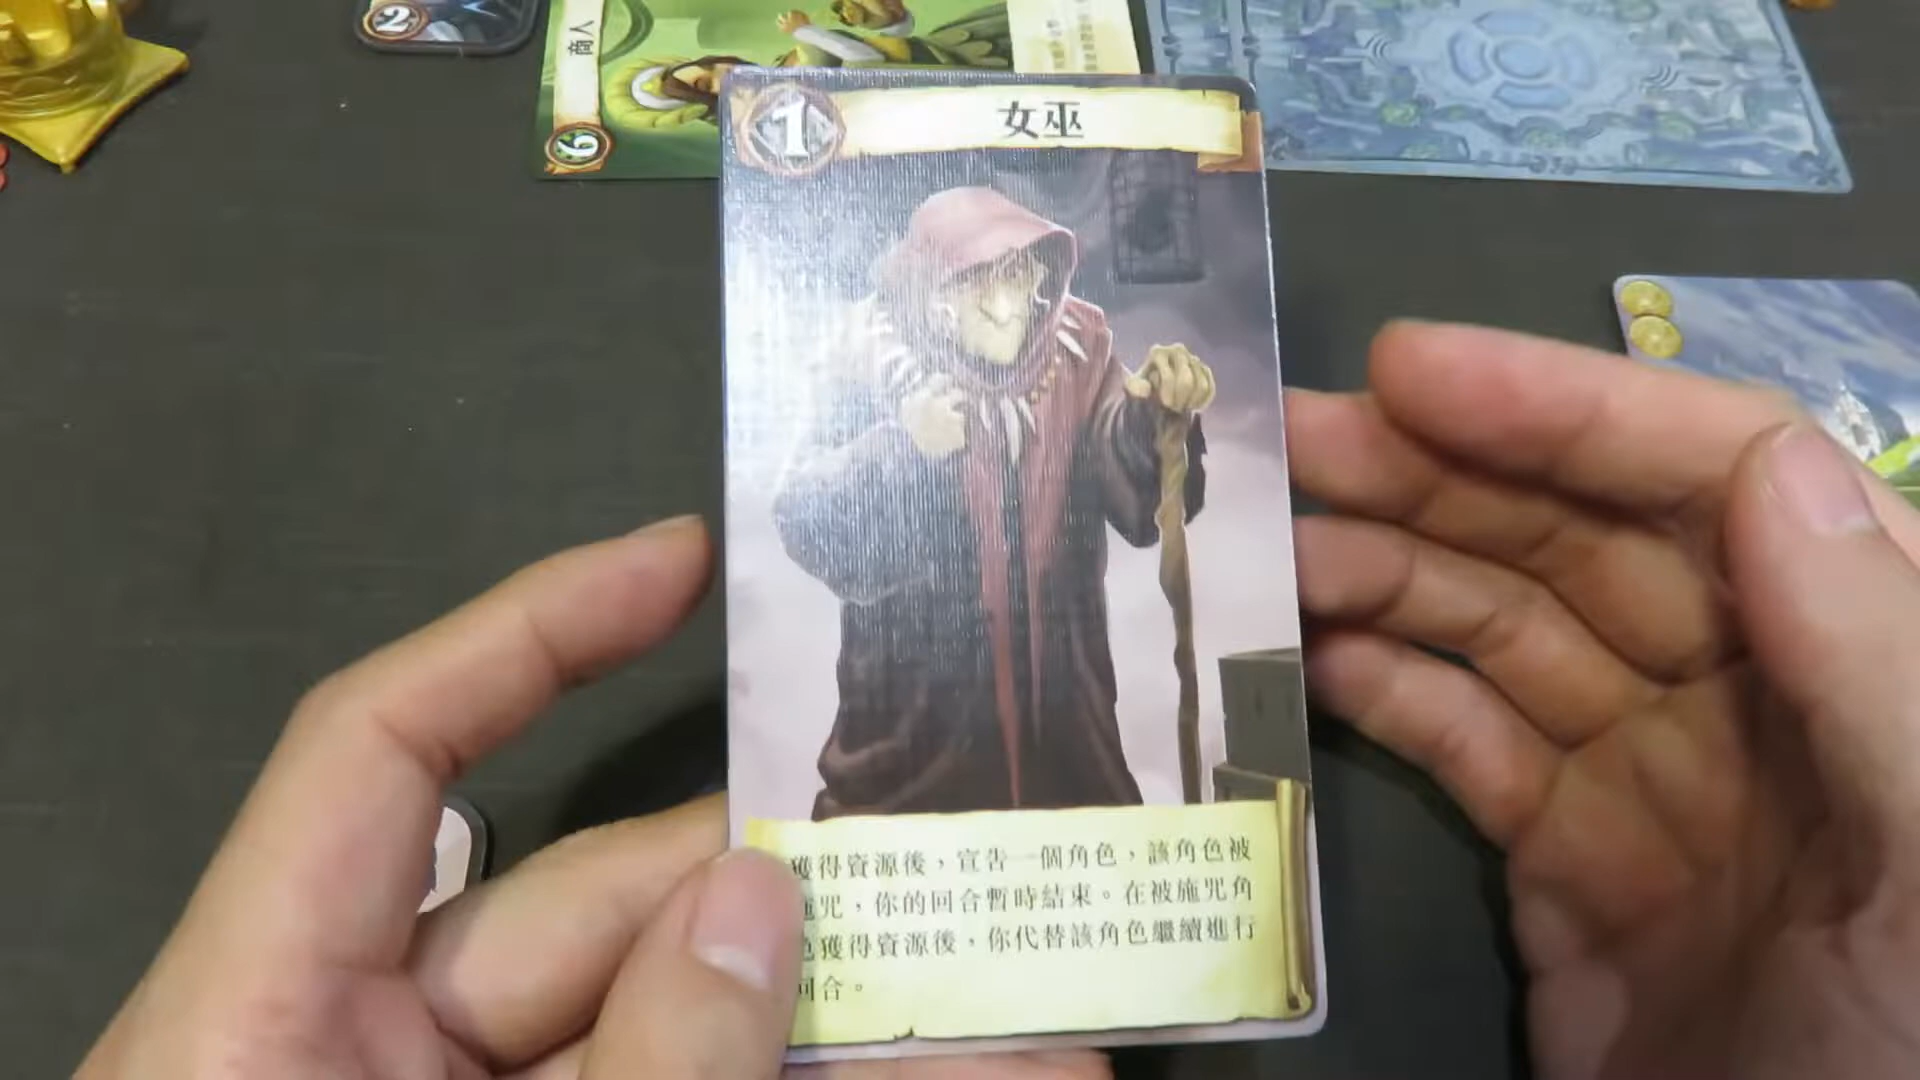 2
商人
6
1
女巫
獲得資源後，宣告一個角色，該角色被
施咒，你的回合暫時結束。在被施咒角
色獲得資源後，你代替該角色繼續進行
回合。